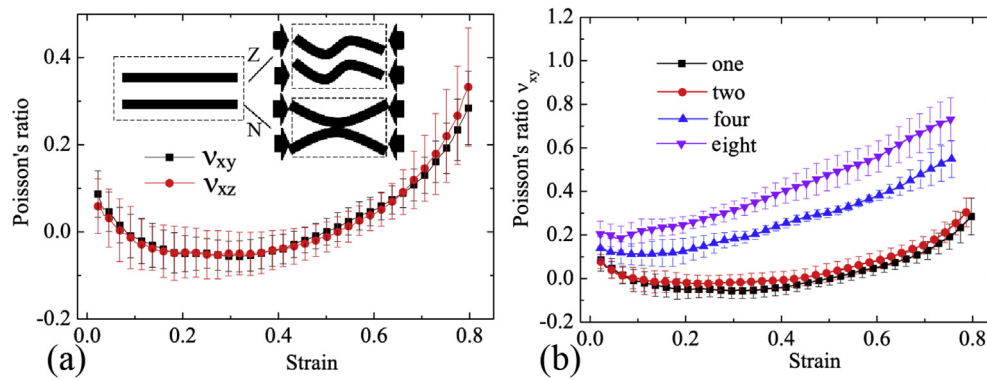 0.4
0.2
0.0
-0.2
Poisson's ratio
Z
N
νxy
νxz
0.0 0.2 0.4 0.6 0.8
Strain
(a)
1.2
1.0
0.8
0.6
0.4
0.2
0.0
-0.2
Poisson's ratio νxy
one
two
four
eight
0.0 0.2 0.4 0.6 0.8
Strain
(b)